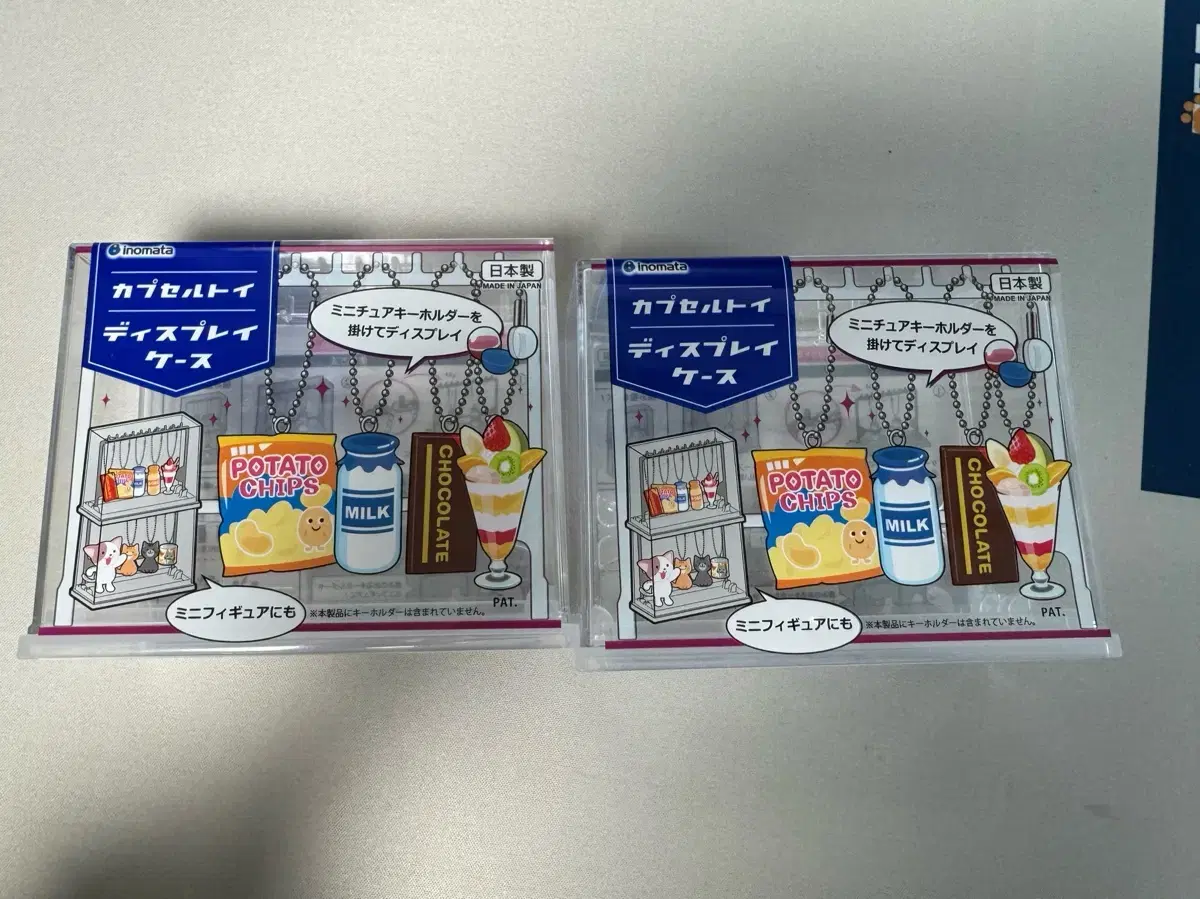 inomata
カプセルトイ
ディスプレイ
ケース
日本製
MADE IN JAPAN
ミニチュアキーホルダーを
掛けてディスプレイ
POTATO
CHIPS
MILK
CHOCOLATE
PAT.
ミニフィギュアにも
※本製品にキーホルダーは含まれていません。
inomata
カプセルトイ
ディスプレイ
ケース
日本製
MADE IN JAPAN
ミニチュアキーホルダーを
掛けてディスプレイ
POTATO
CHIPS
MILK
CHOCOLATE
PAT.
ミニフィギュアにも
※本製品にキーホルダーは含まれていません。